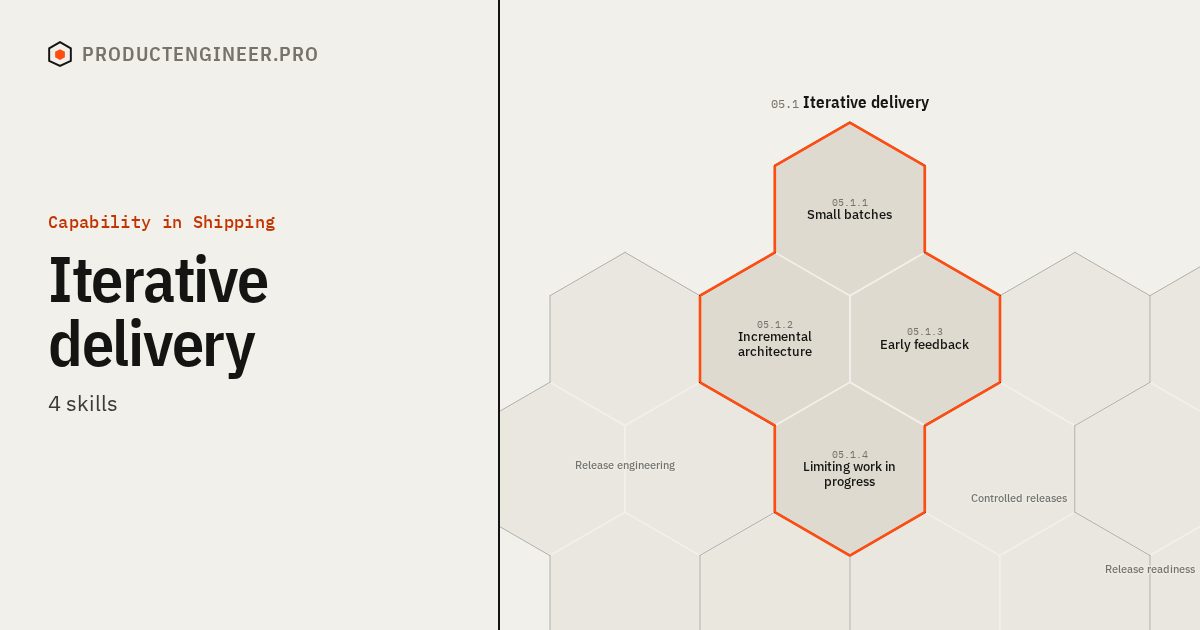 PRODUCTENGINEER.PRO
Capability in Shipping
Iterative
delivery
4 skills
05.1 Iterative delivery
05.1.1
Small batches
05.1.2
Incremental
architecture
05.1.3
Early feedback
05.1.4
Limiting work in
progress
Release engineering
Controlled releases
Release readiness